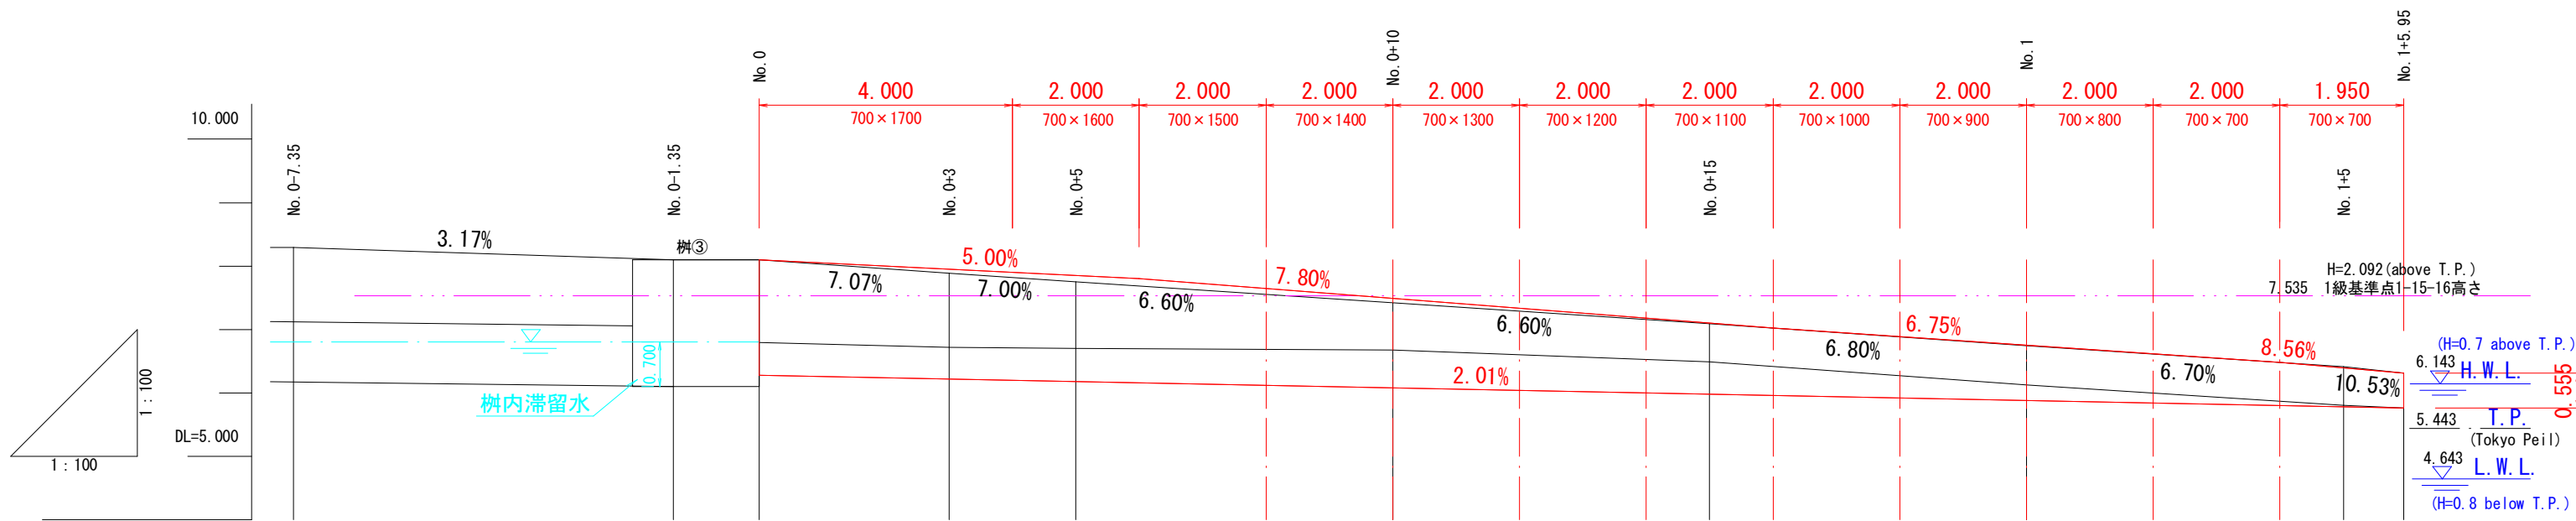 No.0
No.0+10
No.1
No.1+5.95
4.000
2.000
2.000
2.000
2.000
2.000
2.000
2.000
2.000
2.000
2.000
1.950
700×1700
700×1600
700×1500
700×1400
700×1300
700×1200
700×1100
700×1000
700×900
700×800
700×700
700×700
10.000
No.0-7.35
No.0-1.35
No.0+3
No.0+5
No.0+15
No.1+5
3.17%
桝③
5.00%
7.07%
7.00%
7.80%
6.60%
6.60%
H=2.092(above T.P.)
7.535 1級基準点1-15-16高さ
6.75%
6.80%
8.56%
(H=0.7 above T.P.)
6.143 H.W.L.
0.700
2.01%
6.70%
10.53%
0.555
桝内滞留水
1:100
5.443 T.P.
(Tokyo Peil)
DL=5.000
1:100
4.643 L.W.L.
(H=0.8 below T.P.)